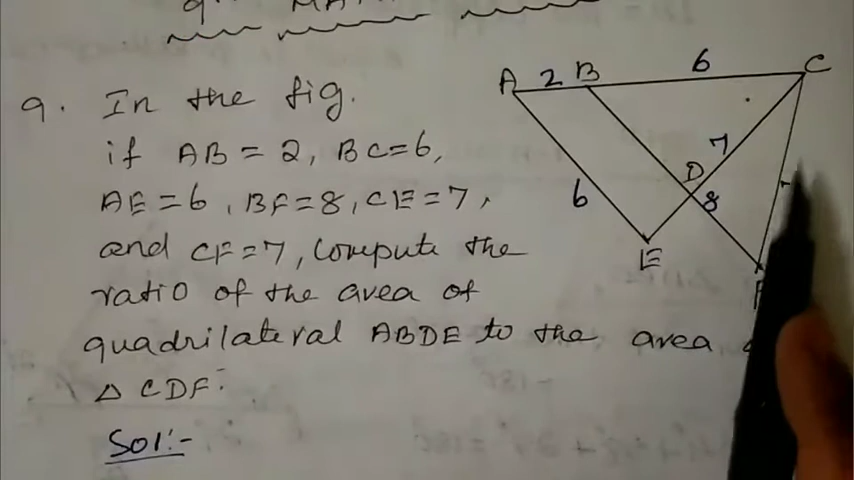 9. In the fig.
if AB = 2, BC=6,
AE = 6, BF=8, CE=7,
and CF=7, Compute the
ratio of the area of
quadrilateral ABDE to the area
△ CDF:
Sol:-
A 2 B 6 C
7
D
6 8
E